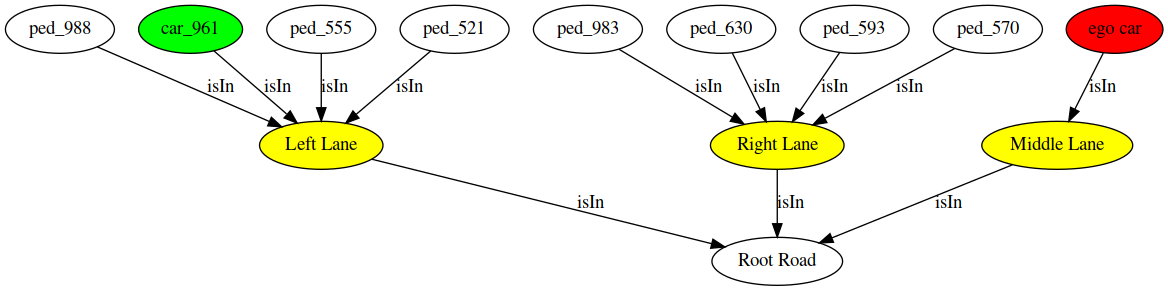 ped_988 car_961 ped_555 ped_521 ped_983 ped_630 ped_593 ped_570 ego car
isIn isIn isIn isIn isIn isIn isIn isIn isIn
Left Lane Right Lane Middle Lane
isIn isIn isIn
Root Road